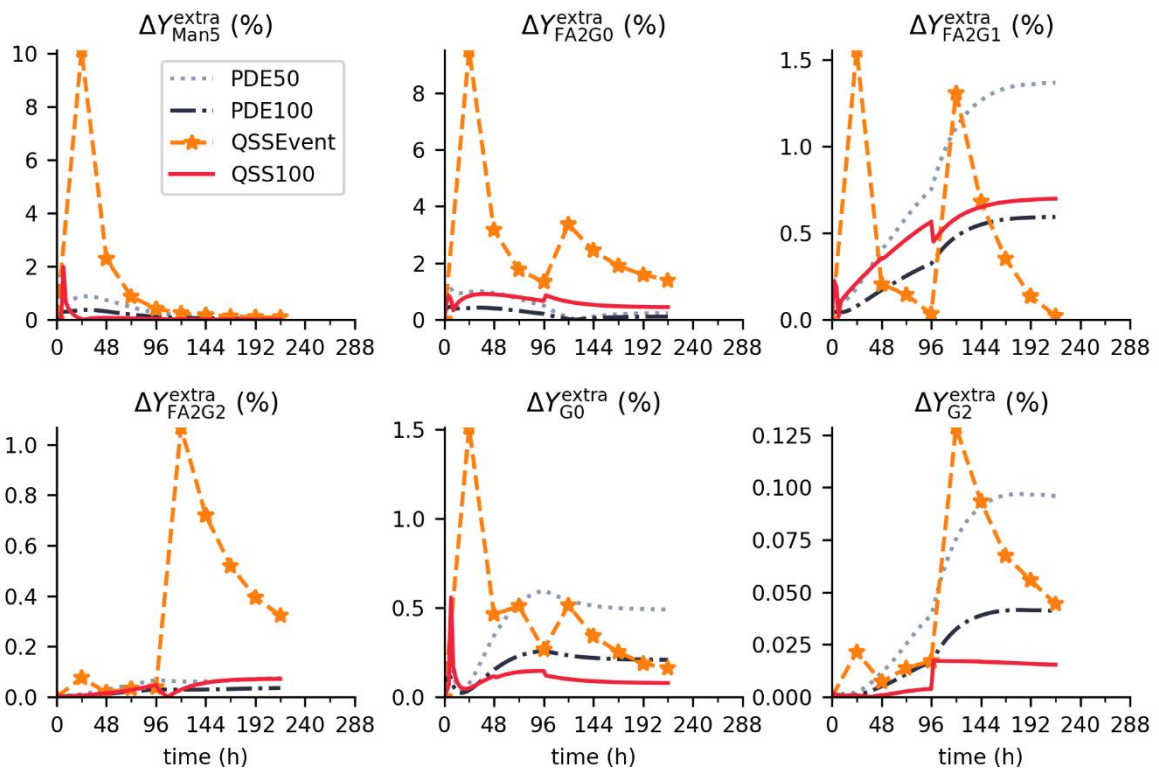 ΔY^extra_Man5 (%)
10
8
6
4
2
0
0 48 96 144 192 240 288
PDE50
PDE100
QSSEvent
QSS100
ΔY^extra_FA2G0 (%)
8
6
4
2
0
0 48 96 144 192 240 288
ΔY^extra_FA2G1 (%)
1.5
1.0
0.5
0.0
0 48 96 144 192 240 288
ΔY^extra_FA2G2 (%)
1.0
0.8
0.6
0.4
0.2
0.0
0 48 96 144 192 240 288
time (h)
ΔY^extra_G0 (%)
1.5
1.0
0.5
0.0
0 48 96 144 192 240 288
time (h)
ΔY^extra_G2 (%)
0.125
0.100
0.075
0.050
0.025
0.000
0 48 96 144 192 240 288
time (h)